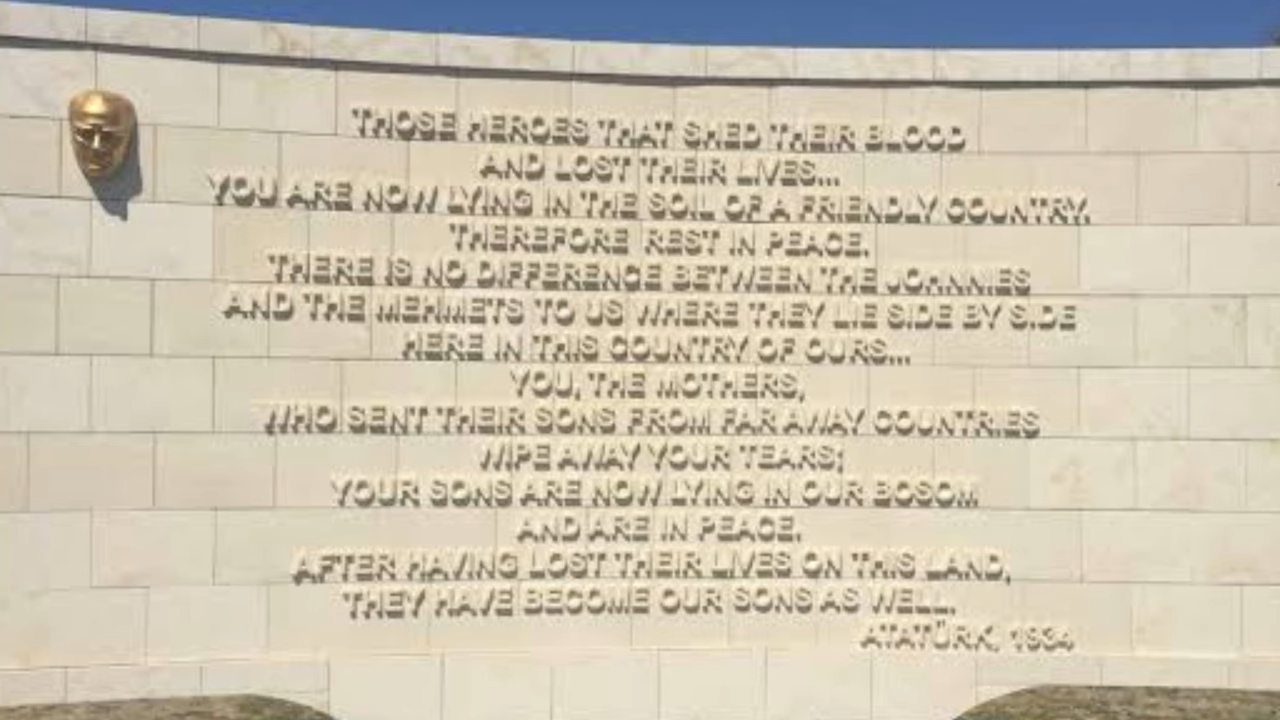 THOSE HEROES THAT SHED THEIR BLOOD
AND LOST THEIR LIVES...
YOU ARE NOW LYING IN THE SOIL OF A FRIENDLY COUNTRY.
THEREFORE REST IN PEACE.
THERE IS NO DIFFERENCE BETWEEN THE JOHNNIES
AND THE MEHMETS TO US WHERE THEY LIE SIDE BY SIDE
HERE IN THIS COUNTRY OF OURS...
YOU, THE MOTHERS,
WHO SENT THEIR SONS FROM FAR AWAY COUNTRIES
WIPE AWAY YOUR TEARS;
YOUR SONS ARE NOW LYING IN OUR BOSOM
AND ARE IN PEACE.
AFTER HAVING LOST THEIR LIVES ON THIS LAND,
THEY HAVE BECOME OUR SONS AS WELL.
ATATÜRK, 1934